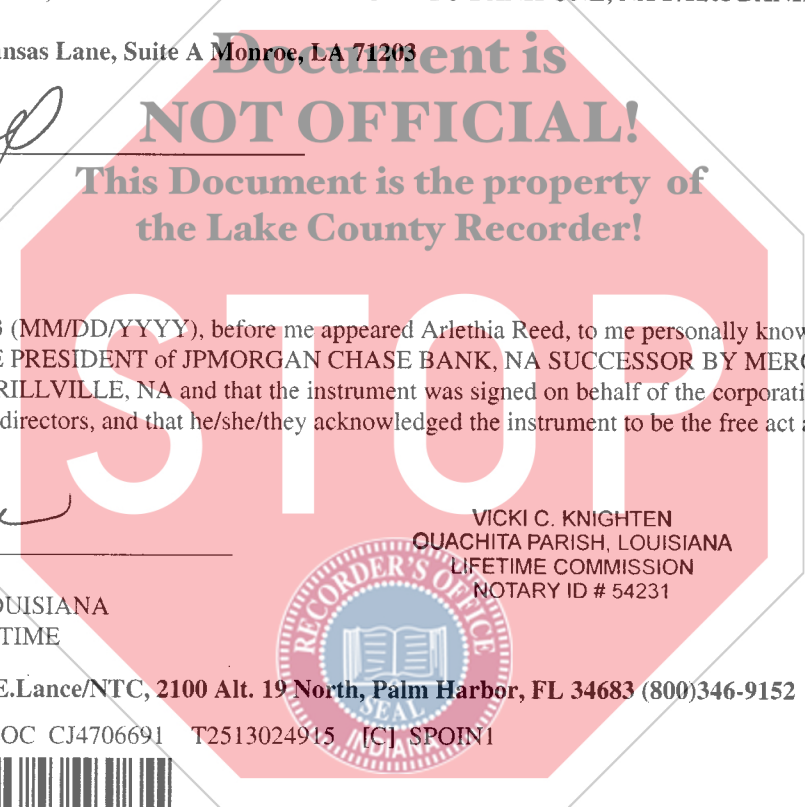 nsas Lane, Suite A Monroe, LA 71203
Document is
NOT OFFICIAL!
This Document is the property of
the Lake County Recorder!
STOP
(MM/DD/YYYY), before me appeared Arlethia Reed, to me personally know
E PRESIDENT of JPMORGAN CHASE BANK, NA SUCCESSOR BY MERG
RILLVILLE, NA and that the instrument was signed on behalf of the corporati
directors, and that he/she/they acknowledged the instrument to be the free act a
VICKI C. KNIGHTEN
OUACHITA PARISH, LOUISIANA
LIFETIME COMMISSION
NOTARY ID # 54231
OUISIANA
TIME
RECORDER'S OFFICE
SEAL
INDIANA
E.Lance/NTC, 2100 Alt. 19 North, Palm Harbor, FL 34683 (800)346-9152
OC CJ4706691 T2513024915 [C] SPOIN1